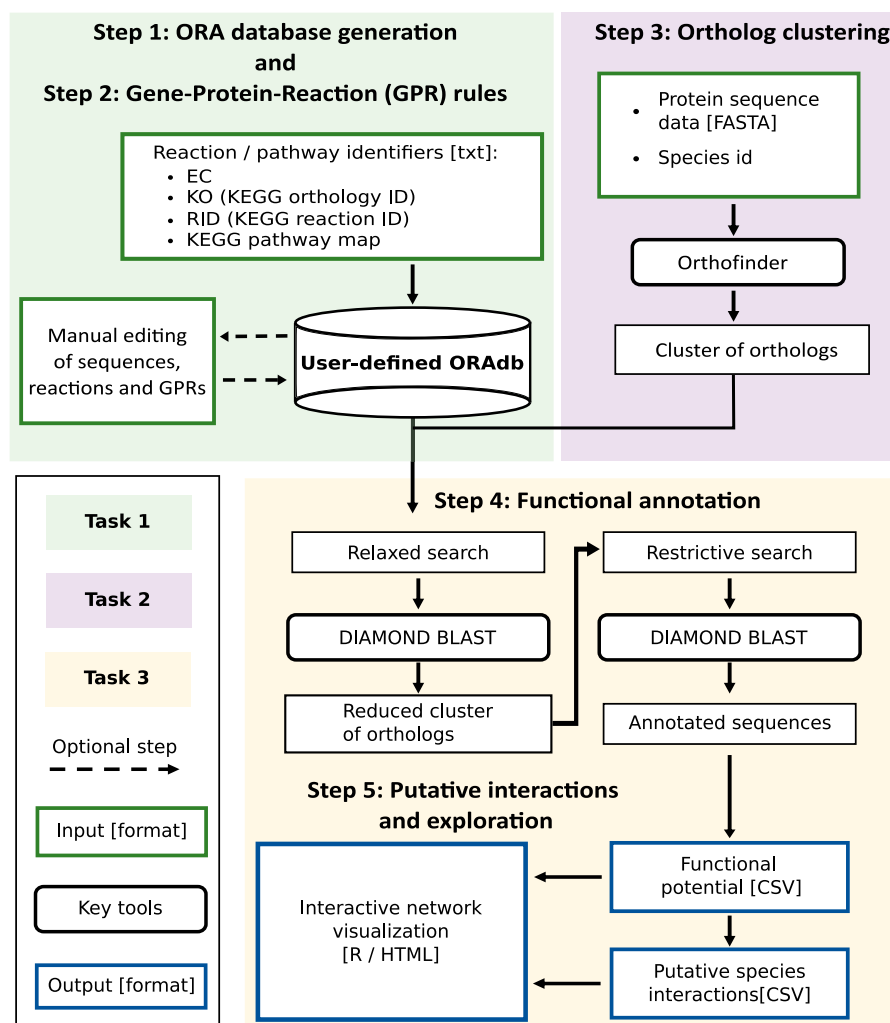 Step 1: ORA database generation
and
Step 2: Gene-Protein-Reaction (GPR) rules
Reaction / pathway identifiers [txt]:
• EC
• KO (KEGG orthology ID)
• RID (KEGG reaction ID)
• KEGG pathway map
Manual editing
of sequences,
reactions and GPRs
User-defined ORAdb
Step 3: Ortholog clustering
• Protein sequence
data [FASTA]
• Species id
Orthofinder
Cluster of orthologs
Task 1
Task 2
Task 3
Optional step
Input [format]
Key tools
Output [format]
Step 4: Functional annotation
Relaxed search
DIAMOND BLAST
Reduced cluster
of orthologs
Restrictive search
DIAMOND BLAST
Annotated sequences
Step 5: Putative interactions
and exploration
Interactive network
visualization
[R / HTML]
Functional
potential [CSV]
Putative species
interactions[CSV]